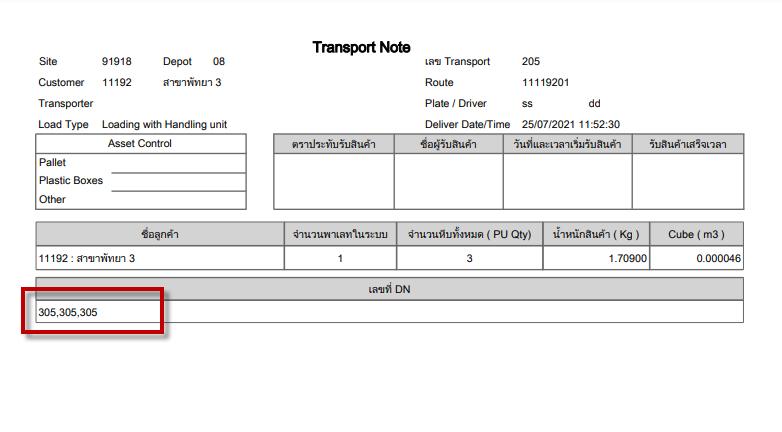 Transport Note
Site 91918 Depot 08 เลข Transport 205
Customer 11192 สาขาพัทยา 3 Route 11119201
Transporter Plate / Driver ss dd
Load Type Loading with Handling unit Deliver Date/Time 25/07/2021 11:52:30
Asset Control ตราประทับรับสินค้า ชื่อผู้รับสินค้า วันที่และเวลาเริ่มรับสินค้า รับสินค้าเสร็จเวลา
Pallet
Plastic Boxes
Other
ชื่อลูกค้า จำนวนพาเลทในระบบ จำนวนหีบทั้งหมด ( PU Qty) น้ำหนักสินค้า ( Kg ) Cube ( m3 )
11192 : สาขาพัทยา 3 1 3 1.70900 0.000046
เลขที่ DN
305,305,305